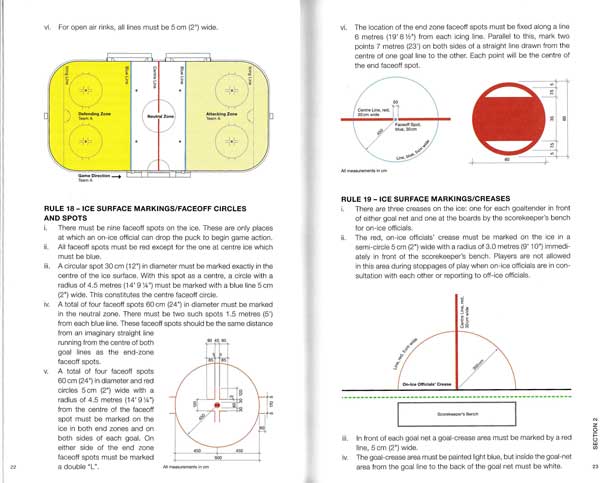 vi. For open air rinks, all lines must be 5 cm (2") wide.
Icing Line
Blue Line
Centre Line
Blue Line
Icing Line
Defending Zone
Team A
Neutral Zone
Attacking Zone
Team A
Game Direction
Team A
RULE 18 – ICE SURFACE MARKINGS/FACEOFF CIRCLES
AND SPOTS
i. There must be nine faceoff spots on the ice. These are only places
at which an on-ice official can drop the puck to begin game action.
ii. All faceoff spots must be red except for the one at centre ice which
must be blue.
iii. A circular spot 30 cm (12") in diameter must be marked exactly in the
centre of the ice surface. With this spot as a centre, a circle with a
radius of 4.5 metres (14' 9 ¼") must be marked with a blue line 5 cm
(2") wide. This constitutes the centre faceoff circle.
iv. A total of four faceoff spots 60 cm (24") in diameter must be marked
in the neutral zone. There must be two such spots 1.5 metres (5')
from each blue line. These faceoff spots should be the same distance
from an imaginary straight line
running from the centre of both
goal lines as the end-zone
faceoff spots.
v. A total of four faceoff spots
60 cm (24") in diameter and red
circles 5 cm (2") wide with a
radius of 4.5 metres (14' 9 ¼")
from the centre of the faceoff
spot must be marked on the
ice in both end zones and on
both sides of each goal. On
either side of the end zone
faceoff spots must be marked
a double "L".
450 450
All measurements in cm
22
vi. The location of the end zone faceoff spots must be fixed along a line
6 metres (19' 8 ½") from each icing line. Parallel to this, mark two
points 7 metres (23') on both sides of a straight line drawn from the
centre of one goal line to the other. Each point will be the centre of
the end faceoff spot.
Centre Line, red,
30cm wide
Faceoff Spot,
blue, 30cm
450
Line, blue, 5cm wide
60
All measurements in cm
RULE 19 – ICE SURFACE MARKINGS/CREASES
i. There are three creases on the ice: one for each goaltender in front
of either goal net and one at the boards by the scorekeeper's bench
for on-ice officials.
ii. The red, on-ice officials' crease must be marked on the ice in a
semi-circle 5 cm (2") wide with a radius of 3.0 metres (9' 10") immedi-
ately in front of the scorekeeper's bench. Players are not allowed
in this area during stoppages of play when on-ice officials are in con-
sultation with each other or reporting to off-ice officials.
Centre Line, red,
30cm wide
Line, red, 5cm wide
300cm
On-Ice Officials' Crease
Scorekeeper's Bench
iii. In front of each goal net a goal-crease area must be marked by a red
line, 5 cm (2") wide.
iv. The goal-crease area must be painted light blue, but inside the goal-net
area from the goal line to the back of the goal net must be white.
SECTION 2
23